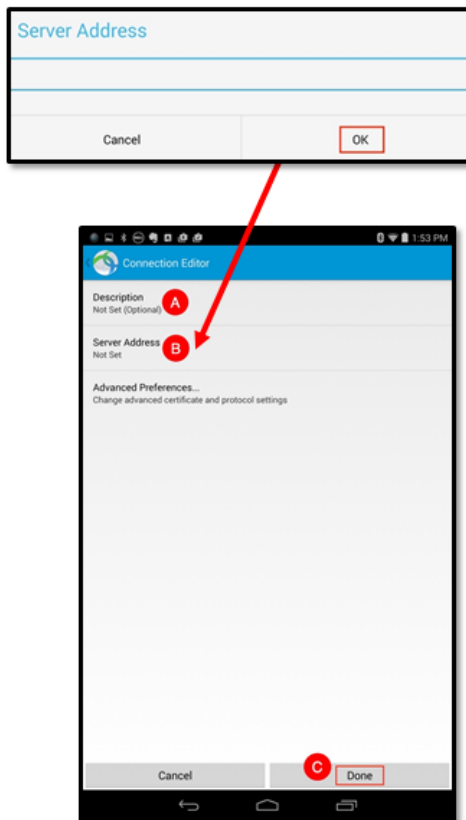 Server Address
Cancel OK
1:53 PM
Connection Editor
Description
Not Set (Optional)
A
Server Address
B
Not Set
Advanced Preferences...
Change advanced certificate and protocol settings
C
Cancel Done